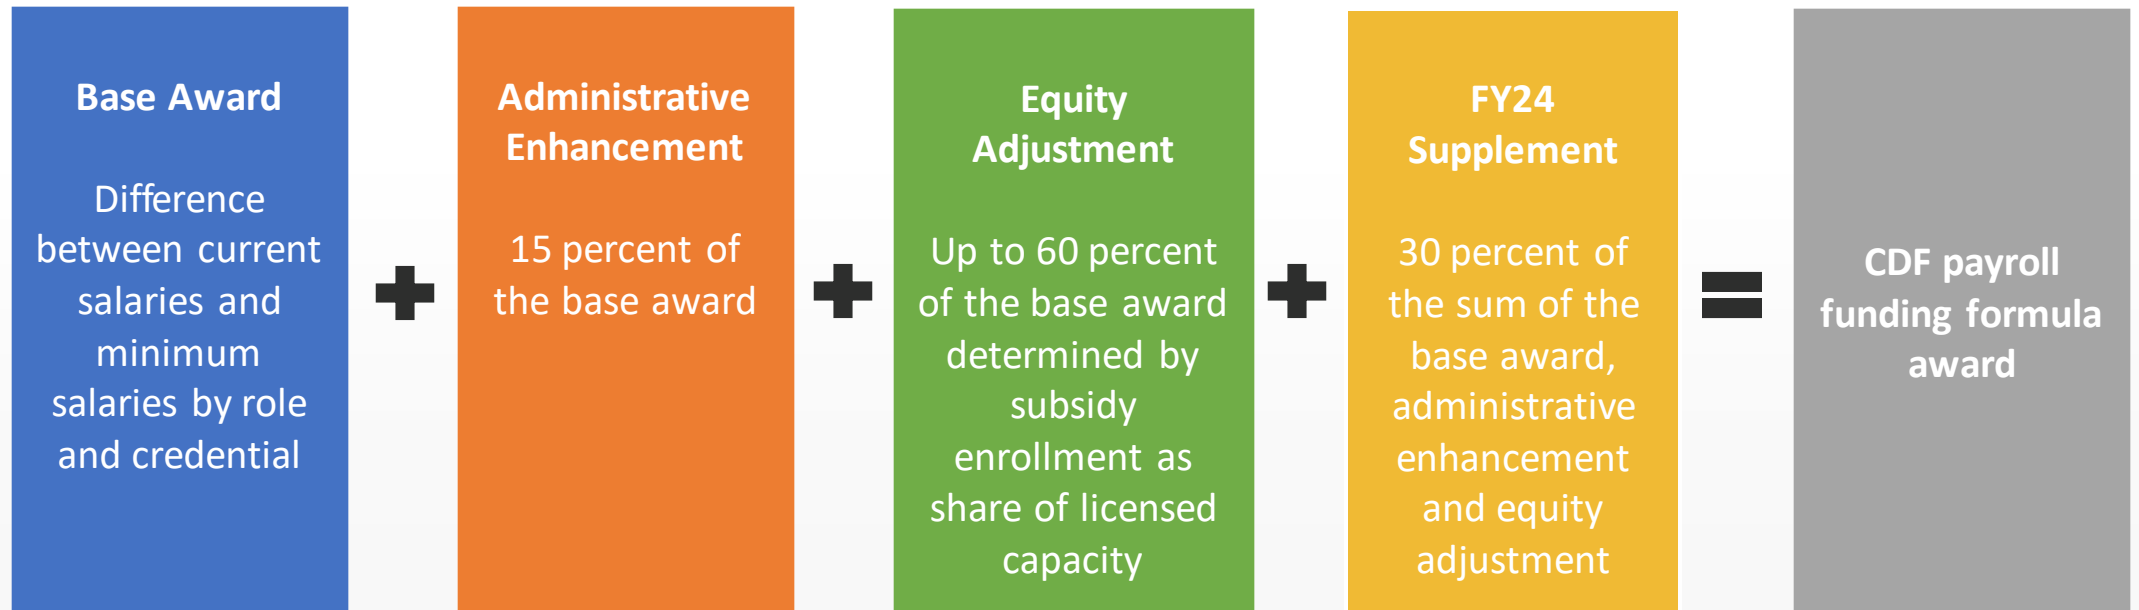 Base Award
Difference
between current
salaries and
minimum
salaries by role
and credential
Administrative
Enhancement
15 percent of
the base award
Equity
Adjustment
Up to 60 percent
of the base award
determined by
subsidy
enrollment as
share of licensed
capacity
FY24
Supplement
30 percent of
the sum of the
base award,
administrative
enhancement
and equity
adjustment
CDF payroll
funding formula
award